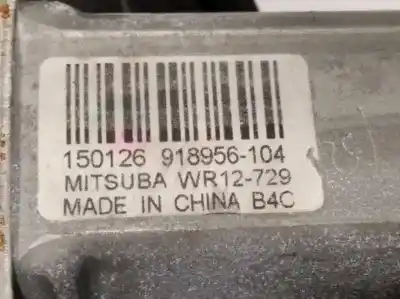 150126 918956-104
MITSUBA WR12-729
MADE IN CHINA B4C